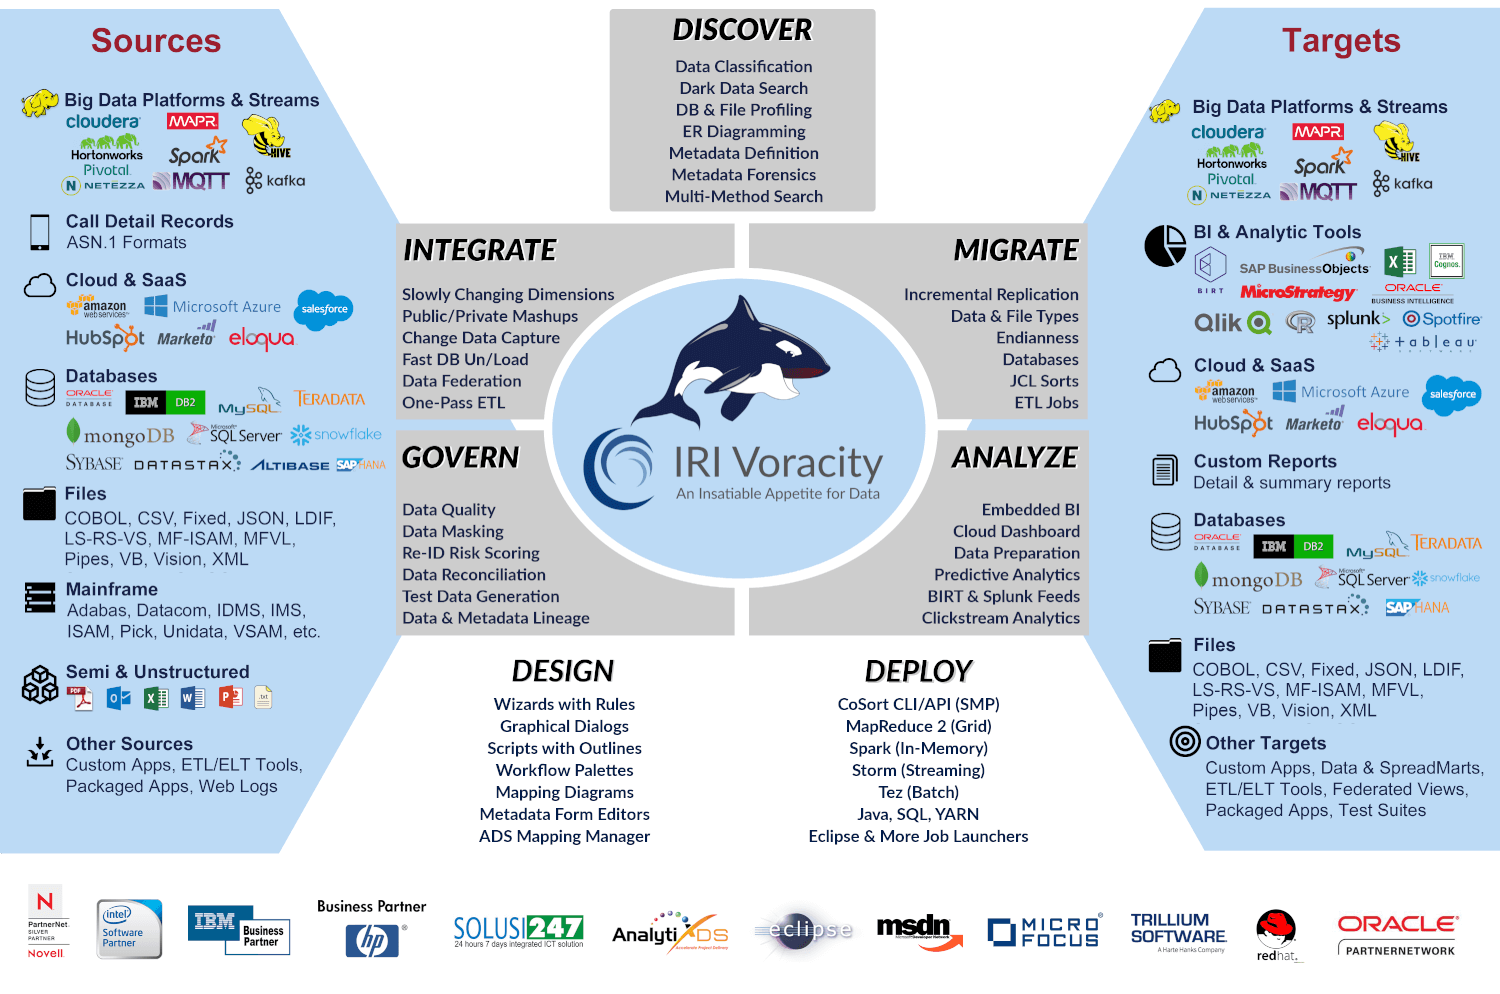 Sources
Big Data Platforms & Streams
cloudera
MAPR.
HIVE
Hortonworks
Spark
Pivotal
NETEZZA
MQTT
kafka
Call Detail Records
ASN.1 Formats
Cloud & SaaS
amazon
webservices
Microsoft Azure
salesforce
HubSpot
Marketo
eloqua
Databases
ORACLE
DATABASE
IBM DB2
MySQL
TERADATA
mongoDB
Microsoft
SQL Server
snowflake
SYBASE
DATASTAX
ALTIBASE
SAP HANA
Files
COBOL, CSV, Fixed, JSON, LDIF,
LS-RS-VS, MF-ISAM, MFVL,
Pipes, VB, Vision, XML
Mainframe
Adabas, Datacom, IDMS, IMS,
ISAM, Pick, Unidata, VSAM, etc.
Semi & Unstructured
PDF
.txt
Other Sources
Custom Apps, ETL/ELT Tools,
Packaged Apps, Web Logs
DISCOVER
Data Classification
Dark Data Search
DB & File Profiling
ER Diagramming
Metadata Definition
Metadata Forensics
Multi-Method Search
INTEGRATE
Slowly Changing Dimensions
Public/Private Mashups
Change Data Capture
Fast DB Un/Load
Data Federation
One-Pass ETL
MIGRATE
Incremental Replication
Data & File Types
Endianness
Databases
JCL Sorts
ETL Jobs
IRI Voracity
An Insatiable Appetite for Data
GOVERN
Data Quality
Data Masking
Re-ID Risk Scoring
Data Reconciliation
Test Data Generation
Data & Metadata Lineage
ANALYZE
Embedded BI
Cloud Dashboard
Data Preparation
Predictive Analytics
BIRT & Splunk Feeds
Clickstream Analytics
DESIGN
Wizards with Rules
Graphical Dialogs
Scripts with Outlines
Workflow Palettes
Mapping Diagrams
Metadata Form Editors
ADS Mapping Manager
DEPLOY
CoSort CLI/API (SMP)
MapReduce 2 (Grid)
Spark (In-Memory)
Storm (Streaming)
Tez (Batch)
Java, SQL, YARN
Eclipse & More Job Launchers
Targets
Big Data Platforms & Streams
cloudera
MAPR.
HIVE
Hortonworks
Spark
Pivotal
NETEZZA
MQTT
kafka
BI & Analytic Tools
BIRT
SAP BusinessObjects
IBM
Cognos.
MicroStrategy
ORACLE
BUSINESS INTELLIGENCE
Qlik
R
splunk>
Spotfire
+ableau
Cloud & SaaS
amazon
webservices
Microsoft Azure
salesforce
HubSpot
Marketo
eloqua
Custom Reports
Detail & summary reports
Databases
ORACLE
DATABASE
IBM DB2
MySQL
TERADATA
mongoDB
Microsoft
SQL Server
snowflake
SYBASE
DATASTAX
SAP HANA
Files
COBOL, CSV, Fixed, JSON, LDIF,
LS-RS-VS, MF-ISAM, MFVL,
Pipes, VB, Vision, XML
Other Targets
Custom Apps, Data & SpreadMarts,
ETL/ELT Tools, Federated Views,
Packaged Apps, Test Suites
N
PartnerNet.
SILVER
PARTNER
Novell
intel
Software
Partner
IBM
Business
Partner
Business Partner
hp
SOLUSI247
24 hours 7 days integrated ICT solution
AnalytiXDS
eclipse
msdn
Microsoft Developer Network
MICRO
FOCUS
TRILLIUM
SOFTWARE.
A Harte Hanks Company
redhat.
ORACLE
PARTNERNETWORK